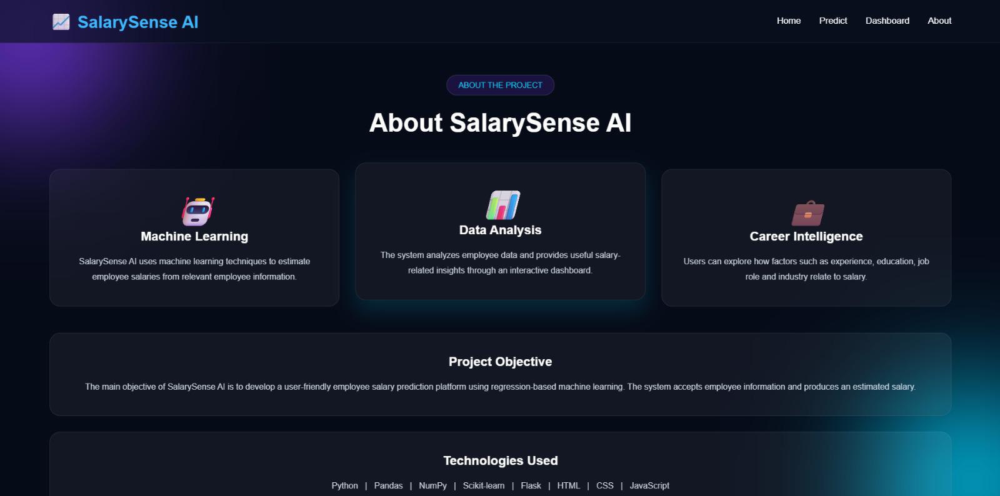 SalarySense AI
Home Predict Dashboard About
ABOUT THE PROJECT
About SalarySense AI
Machine Learning
SalarySense AI uses machine learning techniques to estimate
employee salaries from relevant employee information.
Data Analysis
The system analyzes employee data and provides useful salary-
related insights through an interactive dashboard.
Career Intelligence
Users can explore how factors such as experience, education, job
role and industry relate to salary.
Project Objective
The main objective of SalarySense AI is to develop a user-friendly employee salary prediction platform using regression-based machine learning. The system accepts employee information and produces an estimated salary.
Technologies Used
Python | Pandas | NumPy | Scikit-learn | Flask | HTML | CSS | JavaScript